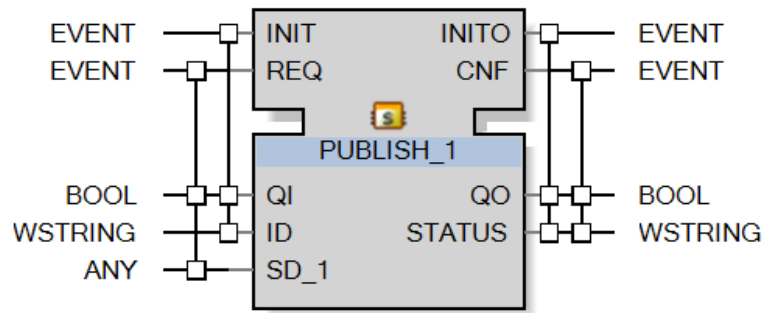 EVENT INIT INITO EVENT
EVENT REQ CNF EVENT
S
PUBLISH_1
BOOL QI QO BOOL
WSTRING ID STATUS WSTRING
ANY SD_1